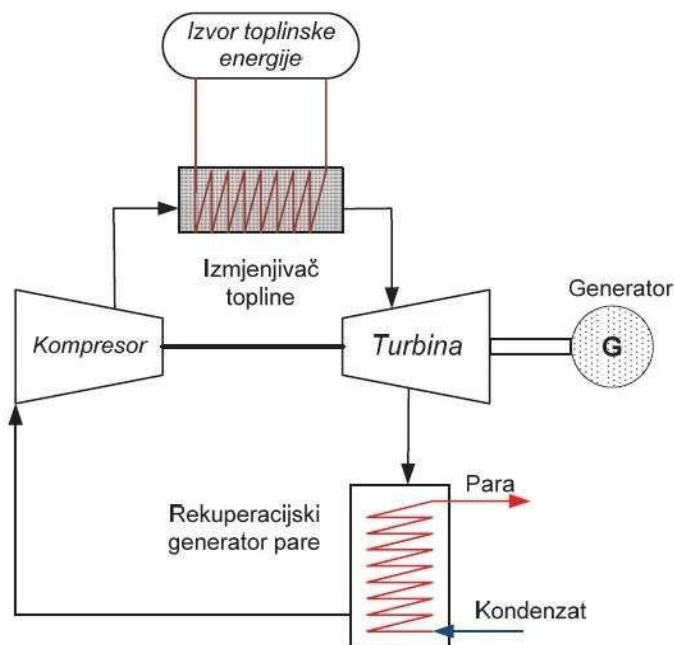 Izvor toplinske
energije
Izmjenjivač
topline
Generator
Kompresor
Turbina
G
Para
Rekuperacijski
generator pare
Kondenzat